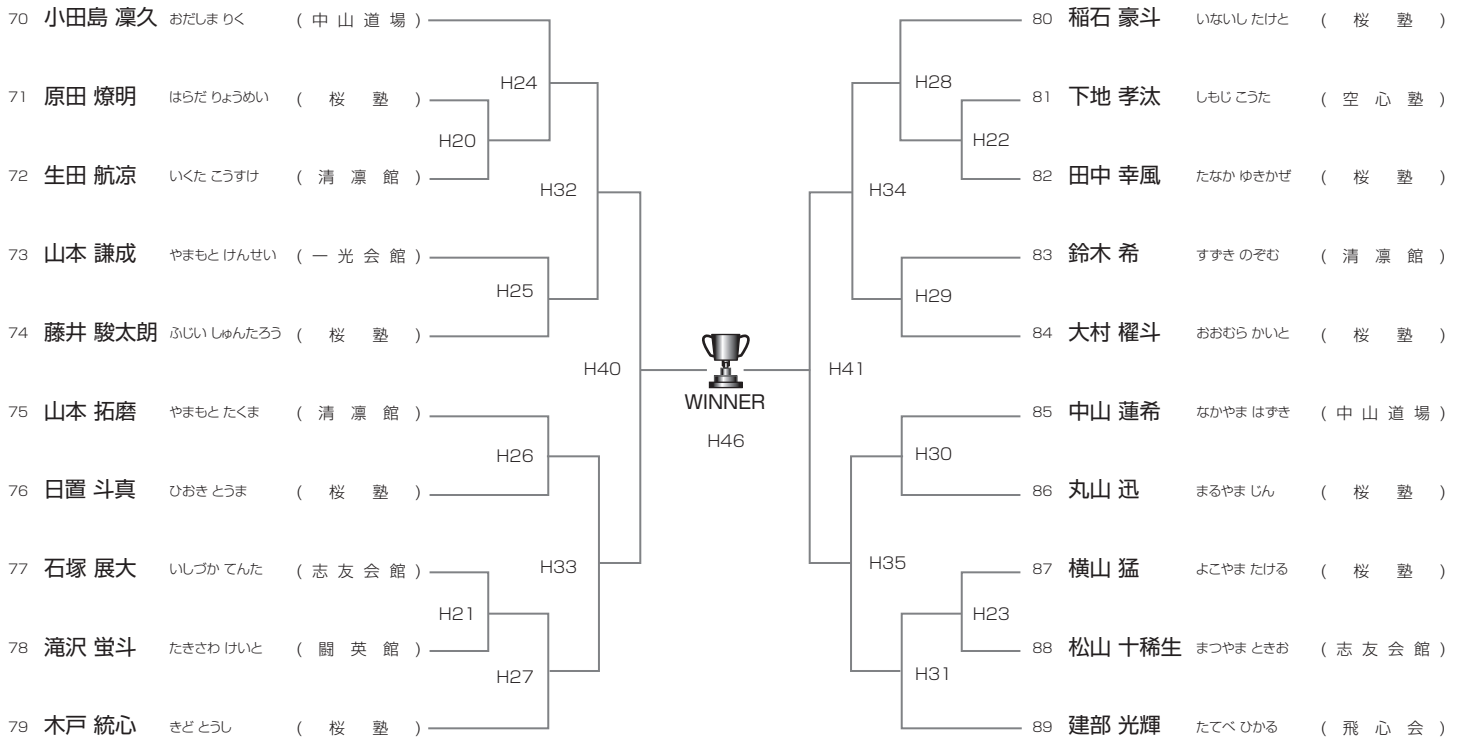 70 小田島 凜久 おだしま りく (中山道場)
H24
71 原田 燎明 はらだ りょうめい (桜塾)
H20
72 生田 航凉 いくた こうすけ (清凛館)
H32
73 山本 謙成 やまもと けんせい (一光会館)
H25
74 藤井 駿太朗 ふじい しゅんたろう (桜塾)
H40
75 山本 拓磨 やまもと たくま (清凛館)
H26
76 日置 斗真 ひおき とうま (桜塾)
H33
77 石塚 展大 いしづか てんた (志友会館)
H21
78 滝沢 蛍斗 たきさわ けいと (闘英館)
H27
79 木戸 統心 きど とうし (桜塾)
WINNER
H46
80 稲石 豪斗 いないし たけと (桜塾)
H28
81 下地 孝汰 しもじ こうた (空心塾)
H22
82 田中 幸風 たなか ゆきかぜ (桜塾)
H34
83 鈴木 希 すずき のぞむ (清凛館)
H29
84 大村 櫂斗 おおむら かいと (桜塾)
H41
85 中山 蓮希 なかやま はずき (中山道場)
H30
86 丸山 迅 まるやま じん (桜塾)
H35
87 横山 猛 よこやま たける (桜塾)
H23
88 松山 十稀生 まつやま ときお (志友会館)
H31
89 建部 光輝 たてべ ひかる (飛心会)